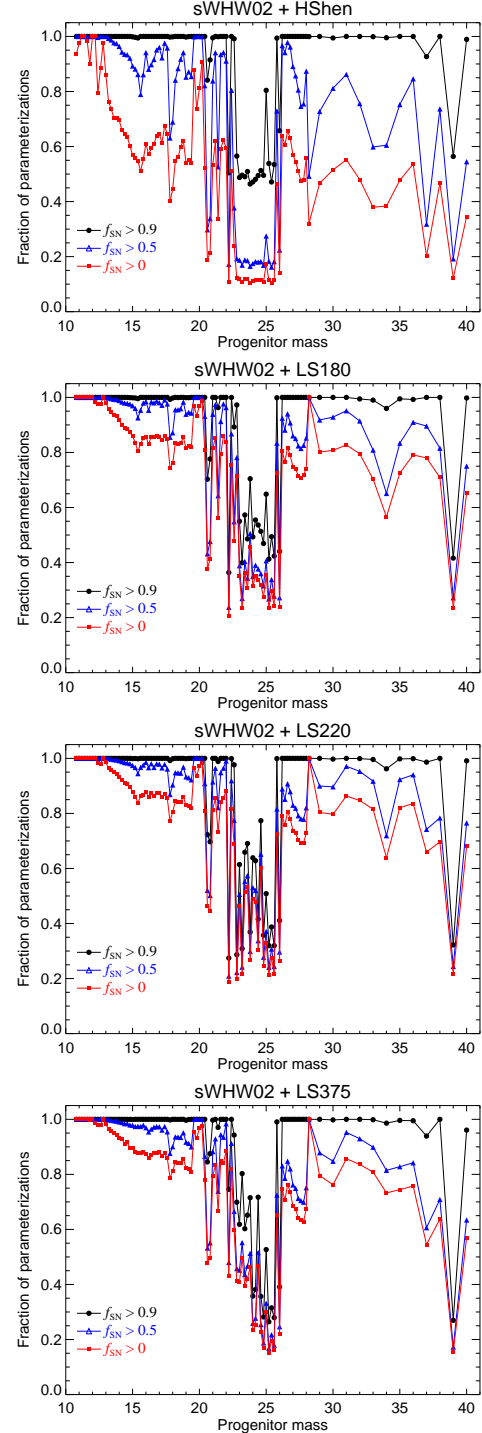 sWHW02 + HShen
Fraction of parameterizations
1.0
0.8
0.6
0.4
0.2
0.0
f_SN > 0.9
f_SN > 0.5
f_SN > 0
10 15 20 25 30 35 40
Progenitor mass
sWHW02 + LS180
Fraction of parameterizations
1.0
0.8
0.6
0.4
0.2
0.0
f_SN > 0.9
f_SN > 0.5
f_SN > 0
10 15 20 25 30 35 40
Progenitor mass
sWHW02 + LS220
Fraction of parameterizations
1.0
0.8
0.6
0.4
0.2
0.0
f_SN > 0.9
f_SN > 0.5
f_SN > 0
10 15 20 25 30 35 40
Progenitor mass
sWHW02 + LS375
Fraction of parameterizations
1.0
0.8
0.6
0.4
0.2
0.0
f_SN > 0.9
f_SN > 0.5
f_SN > 0
10 15 20 25 30 35 40
Progenitor mass